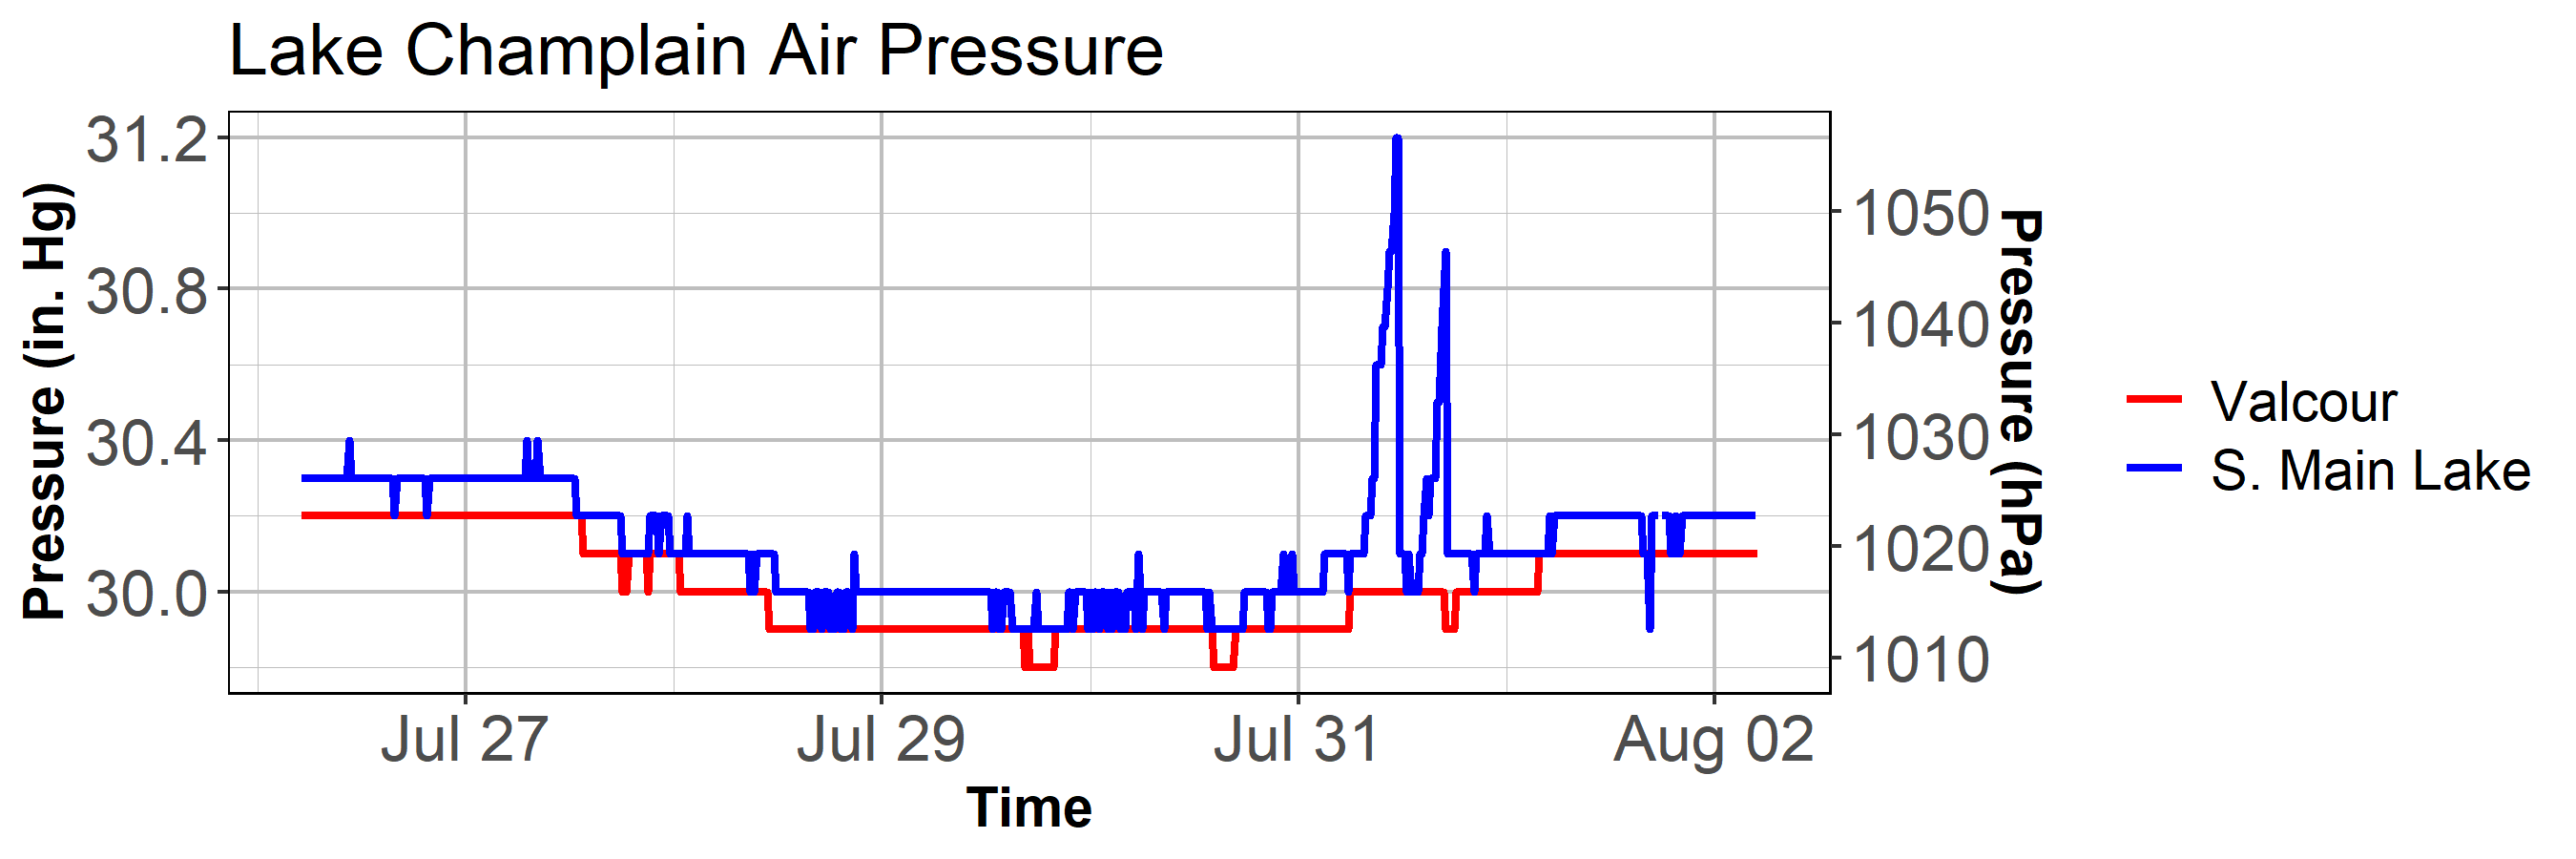 Lake Champlain Air Pressure
Pressure (in. Hg)
31.2
30.8
30.4
30.0
1050
1040
1030
1020
1010
Pressure (hPa)
Jul 27
Jul 29
Jul 31
Aug 02
Time
Valcour
S. Main Lake